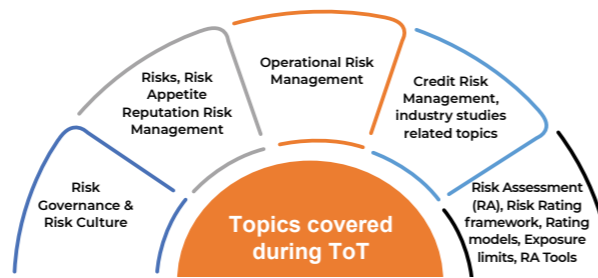 Risk
Governance &
Risk Culture
Risks, Risk
Appetite
Reputation Risk
Management
Operational Risk
Management
Credit Risk
Management,
industry studies
related topics
Risk Assessment
(RA), Risk Rating
framework, Rating
models, Exposure
limits, RA Tools
Topics covered
during ToT